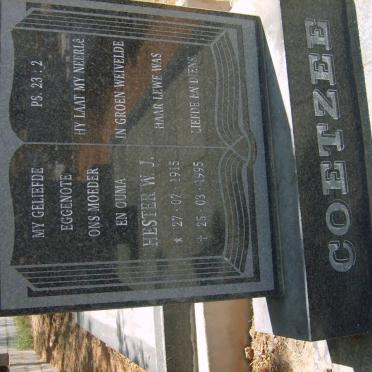 MY GELIEFDE
EGGENOTE
ONS MOEDER
EN OUMA
HESTER W. J.
* 27 · 02 · 1915
+ 25 · 03 · 1995
PS. 23 : 2
HY LAAT MY NEERLÊ
IN GROEN WEIVELDE
HAAR LEWE WAS
LIEFDE EN DIENS
COETZEE